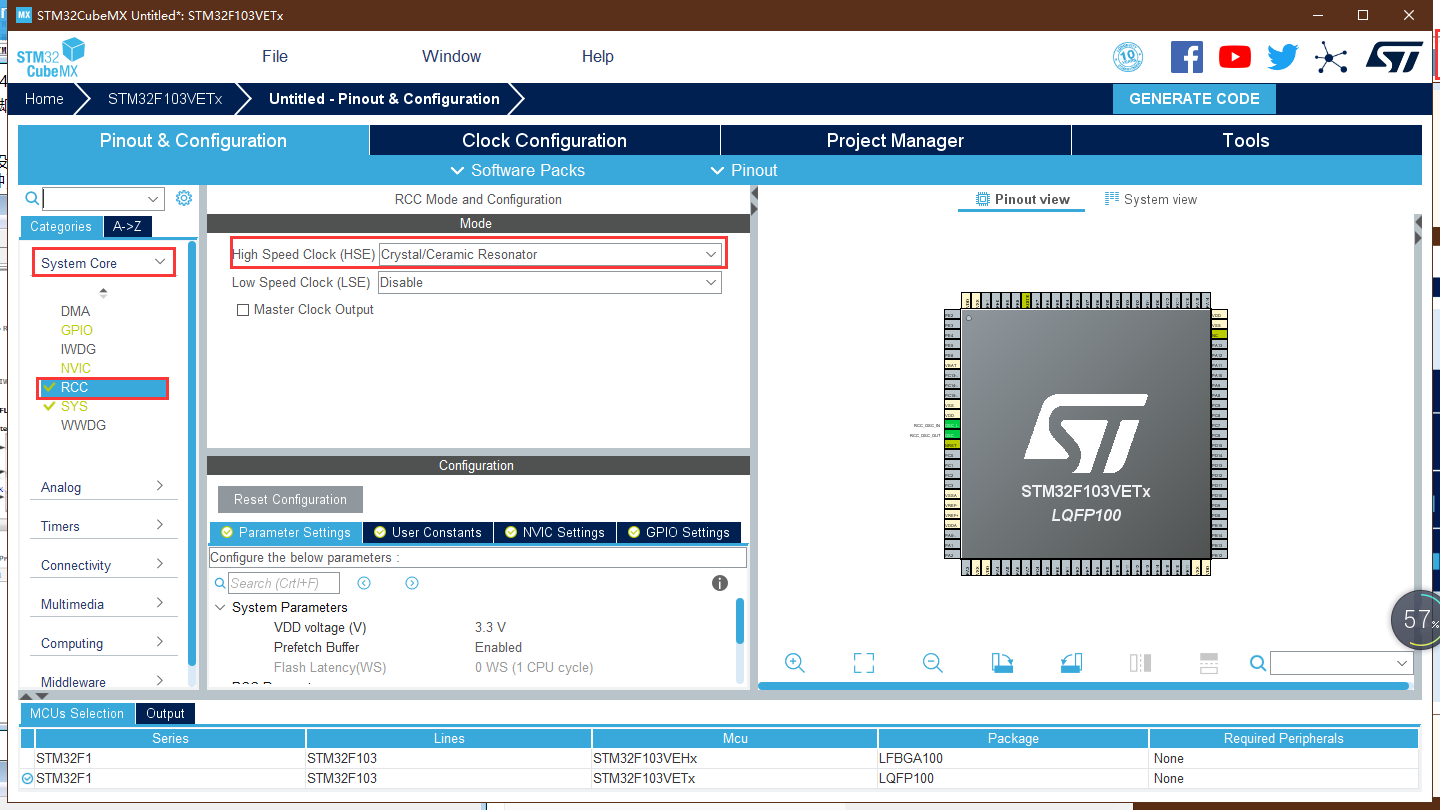 STM32CubeMX Untitled*: STM32F103VETx
STM32
CubeMX
File
Window
Help
10
Home
STM32F103VETx
Untitled - Pinout & Configuration
GENERATE CODE
Pinout & Configuration
Clock Configuration
Project Manager
Tools
Software Packs
Pinout
Categories
A->Z
System Core
DMA
GPIO
IWDG
NVIC
RCC
SYS
WWDG
Analog
Timers
Connectivity
Multimedia
Computing
Middleware
RCC Mode and Configuration
Mode
High Speed Clock (HSE) Crystal/Ceramic Resonator
Low Speed Clock (LSE) Disable
Master Clock Output
Configuration
Reset Configuration
Parameter Settings
User Constants
NVIC Settings
GPIO Settings
Configure the below parameters :
Search (Crtl+F)
System Parameters
VDD voltage (V) 3.3 V
Prefetch Buffer Enabled
Flash Latency(WS) 0 WS (1 CPU cycle)
Pinout view
System view
RCC_OSC_IN
RCC_OSC_OUT
STM32F103VETx
LQFP100
57%
MCUs Selection
Output
Series Lines Mcu Package Required Peripherals
STM32F1 STM32F103 STM32F103VEHx LFBGA100 None
STM32F1 STM32F103 STM32F103VETx LQFP100 None